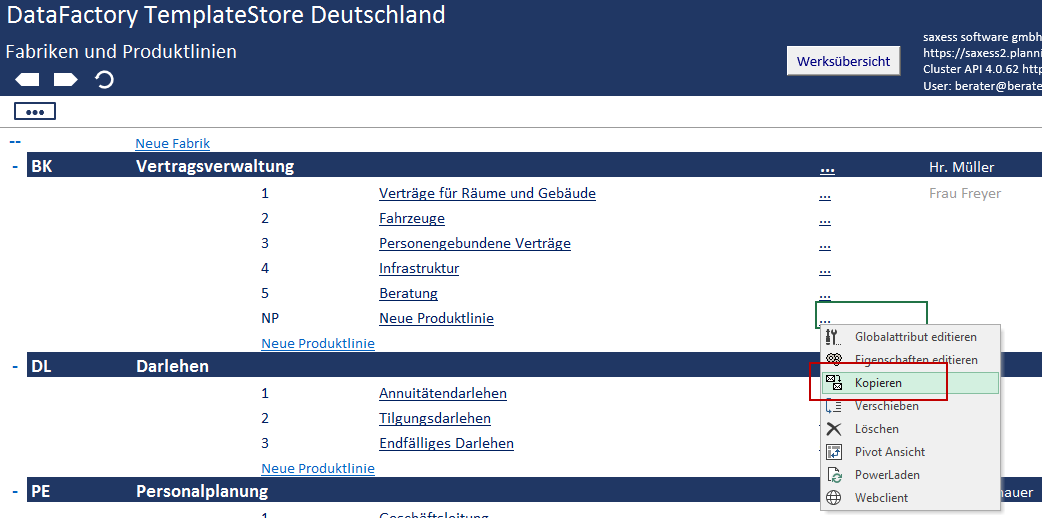 DataFactory TemplateStore Deutschland
Fabriken und Produktlinien
saxess software gmbh
https://saxess2.planni
Werksübersicht
Cluster API 4.0.62 http
User: berater@berate
•••
-- Neue Fabrik
- BK Vertragsverwaltung ... Hr. Müller
1 Verträge für Räume und Gebäude ... Frau Freyer
2 Fahrzeuge ...
3 Personengebundene Verträge ...
4 Infrastruktur ...
5 Beratung ...
NP Neue Produktlinie ...
Neue Produktlinie
- DL Darlehen
1 Annuitätendarlehen
2 Tilgungsdarlehen
3 Endfälliges Darlehen
Neue Produktlinie
- PE Personalplanung
1 Geschäftsleitung
Globalattribut editieren
Eigenschaften editieren
Kopieren
Verschieben
Löschen
Pivot Ansicht
PowerLaden
Webclient
nauer